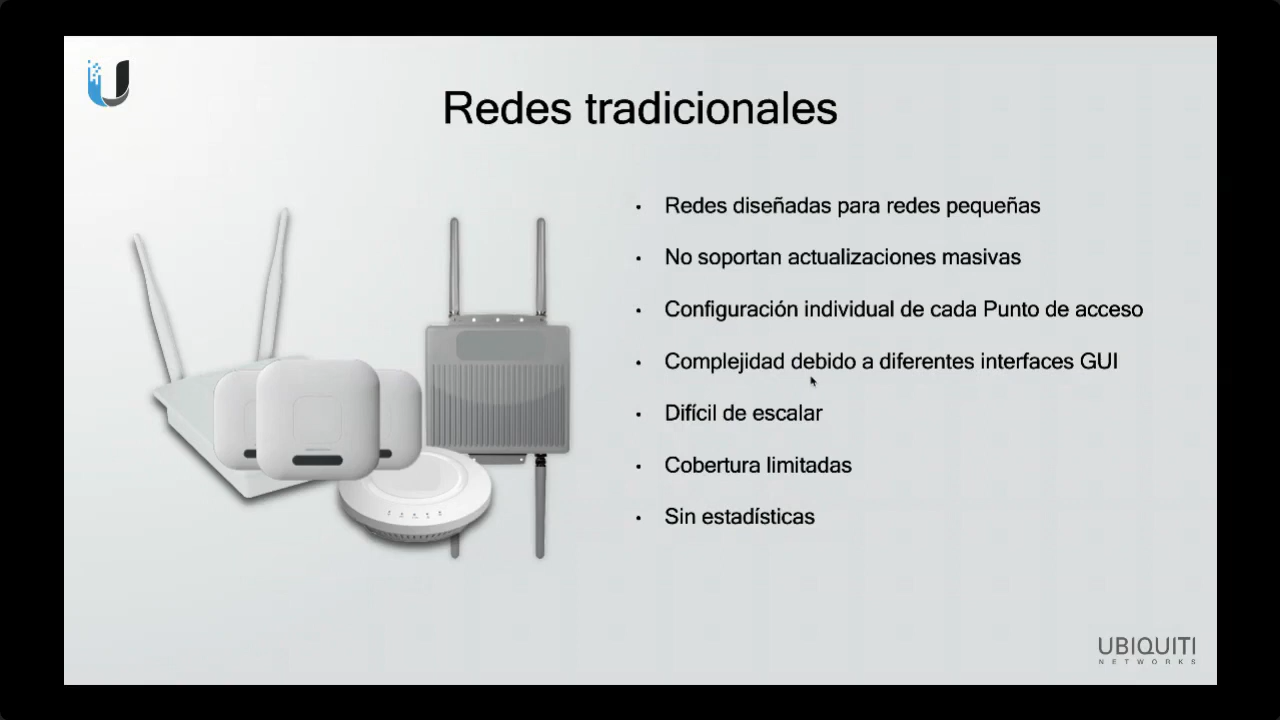 Redes tradicionales
Redes diseñadas para redes pequeñas
No soportan actualizaciones masivas
Configuración individual de cada Punto de acceso
Complejidad debido a diferentes interfaces GUI
Difícil de escalar
Cobertura limitadas
Sin estadísticas
UBIQUITI
NETWORKS